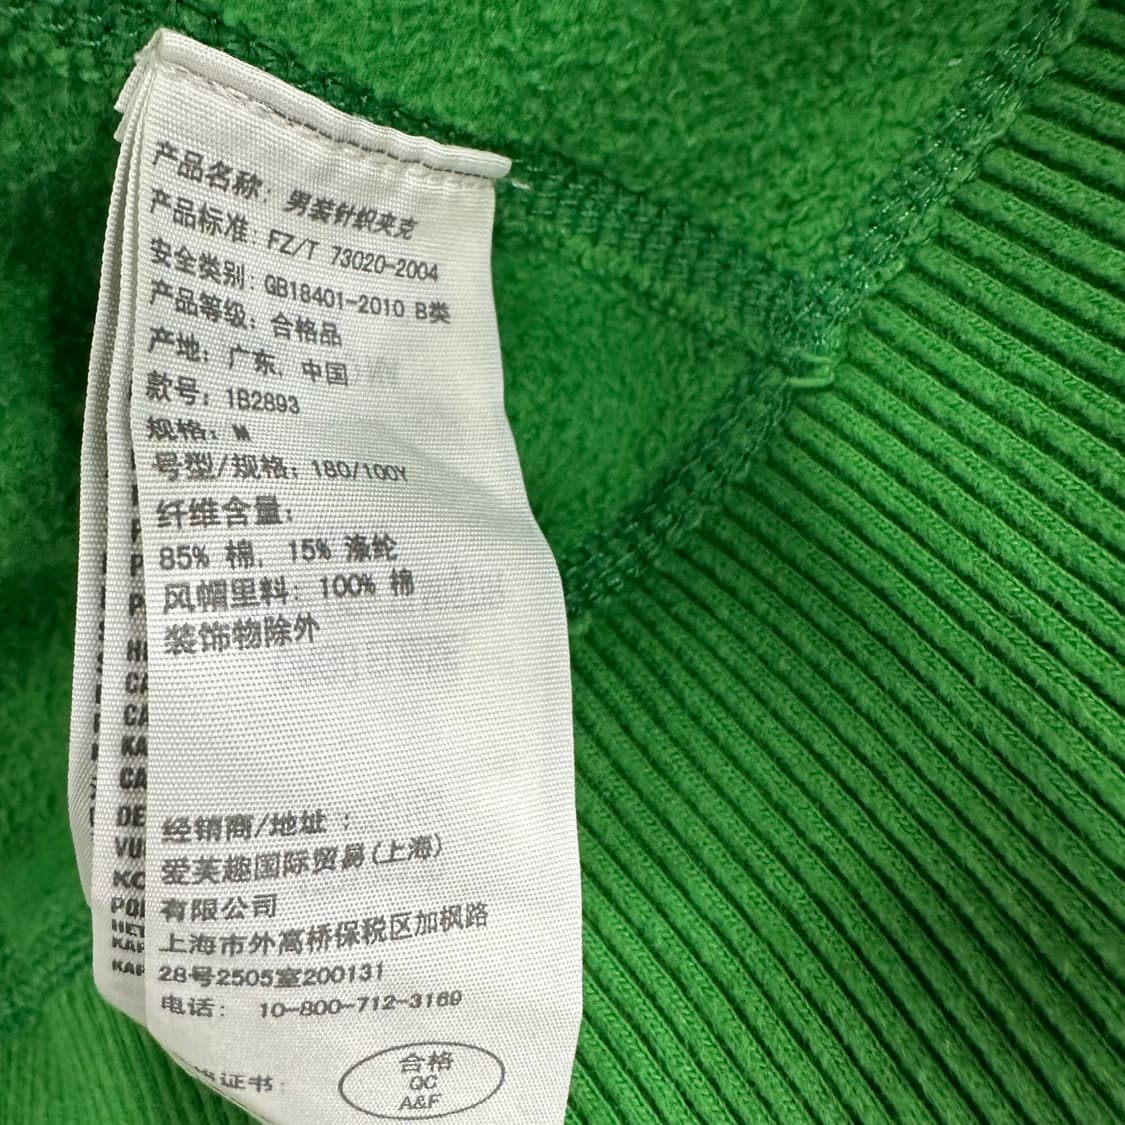 产品名称: 男装针织夹克
产品标准: FZ/T 73020-2004
安全类别: GB18401-2010 B类
产品等级: 合格品
产地: 广东, 中国
款号: 1B2893
规格: M
号型/规格: 180/100Y
纤维含量:
85% 棉, 15% 涤纶
风帽里料: 100% 棉
装饰物除外
经销商/地址 :
爱芙趣国际贸易(上海)
有限公司
上海市外高桥保税区加枫路
28号2505室200131
电话: 10-800-712-3169
证书:
合格
QC
A&F